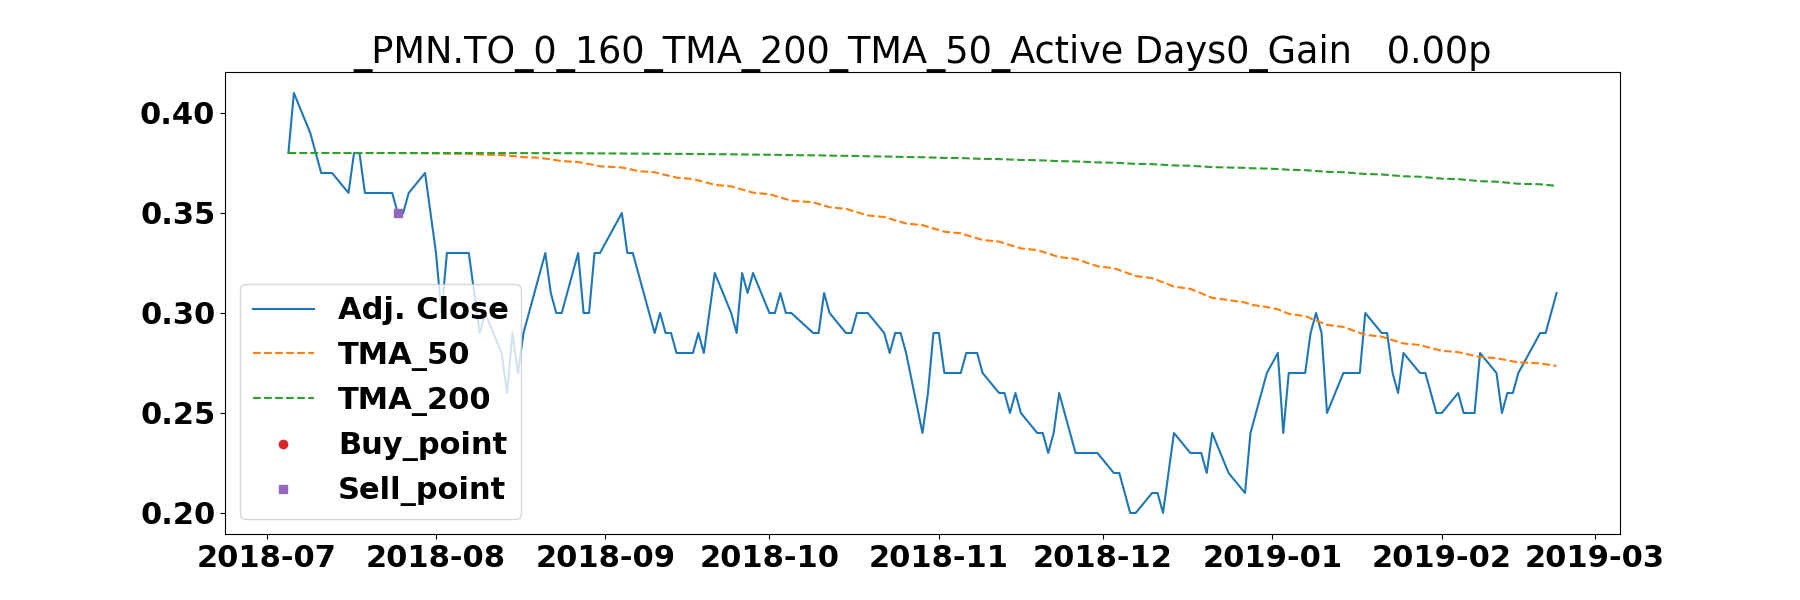 _PMN.TO_0_160_TMA_200_TMA_50_Active Days0_Gain   0.00p
0.40
0.35
0.30
0.25
0.20
Adj. Close
TMA_50
TMA_200
Buy_point
Sell_point
2018-07 2018-08 2018-09 2018-10 2018-11 2018-12 2019-01 2019-02 2019-03